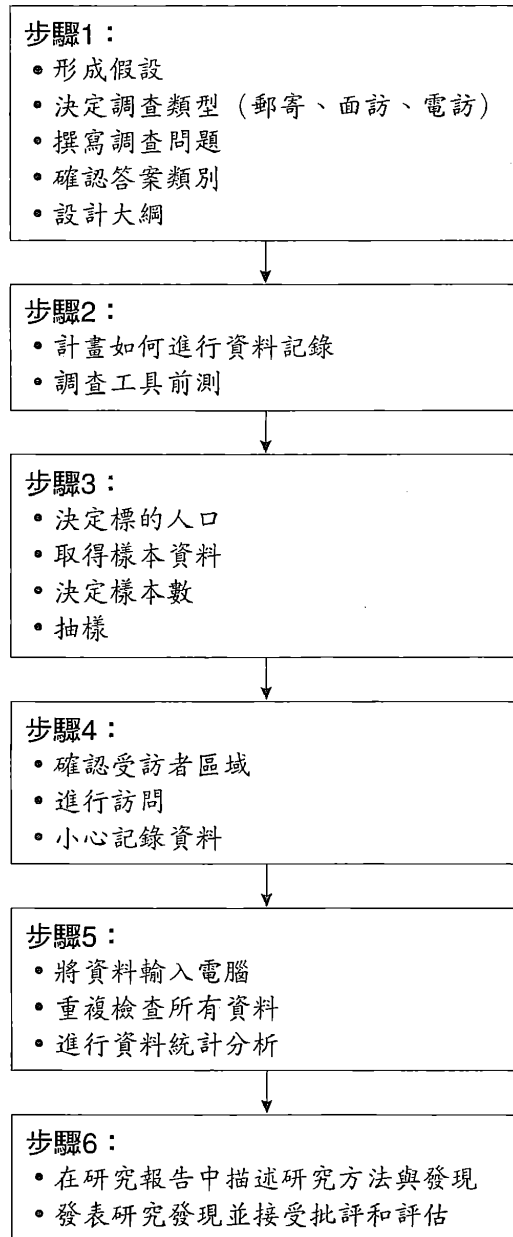 步驟1：
• 形成假設
• 決定調查類型（郵寄、面訪、電訪）
• 撰寫調查問題
• 確認答案類別
• 設計大綱
步驟2：
• 計畫如何進行資料記錄
• 調查工具前測
步驟3：
• 決定標的人口
• 取得樣本資料
• 決定樣本數
• 抽樣
步驟4：
• 確認受訪者區域
• 進行訪問
• 小心記錄資料
步驟5：
• 將資料輸入電腦
• 重複檢查所有資料
• 進行資料統計分析
步驟6：
• 在研究報告中描述研究方法與發現
• 發表研究發現並接受批評和評估